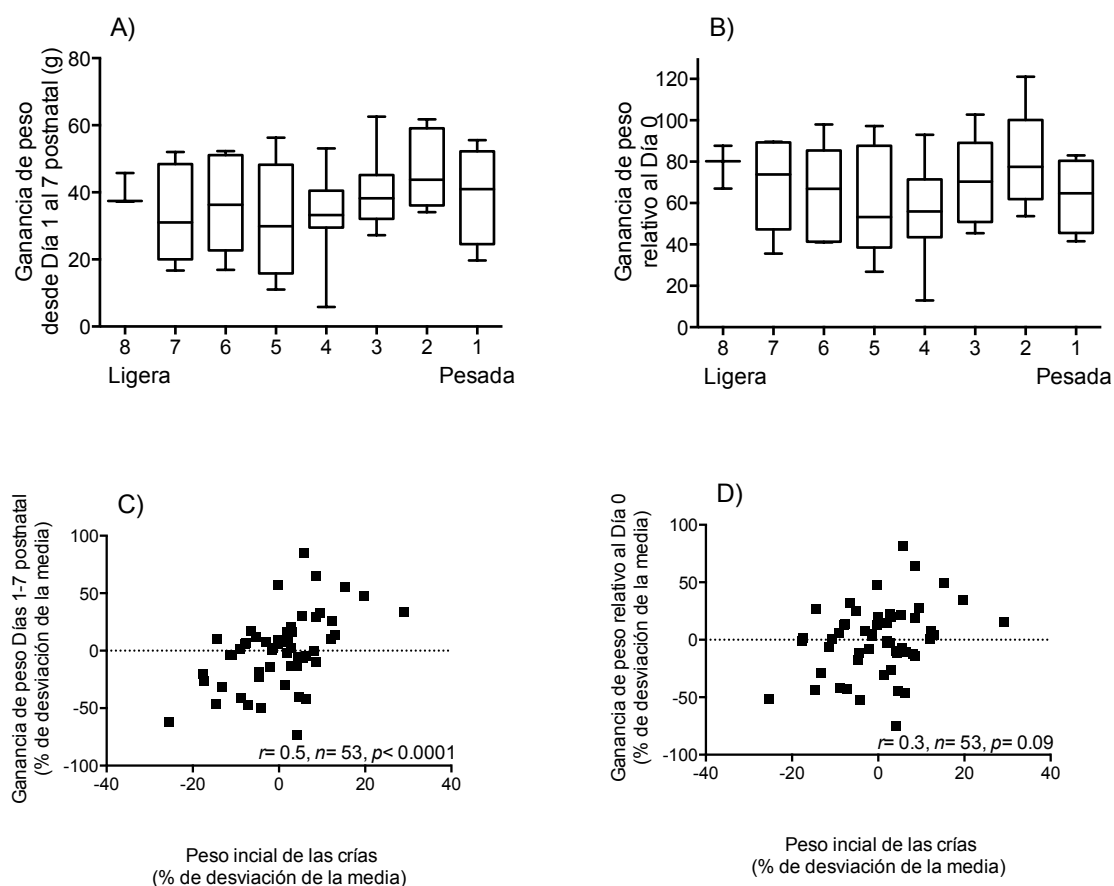 A)
Ganancia de peso
desde Día 1 al 7 postnatal (g)
80
60
40
20
0
8 7 6 5 4 3 2 1
Ligera Pesada
B)
Ganancia de peso
relativo al Día 0
120
100
80
60
40
20
0
8 7 6 5 4 3 2 1
Ligera Pesada
C)
Ganancia de peso Días 1-7 postnatal
(% de desviación de la media)
100
50
0
-50
-100
r= 0.5, n= 53, p< 0.0001
-40 -20 0 20 40
Peso incial de las crías
(% de desviación de la media)
D)
Ganancia de peso relativo al Día 0
(% de desviación de la media)
100
50
0
-50
-100
r= 0.3, n= 53, p= 0.09
-40 -20 0 20 40
Peso incial de las crías
(% de desviación de la media)